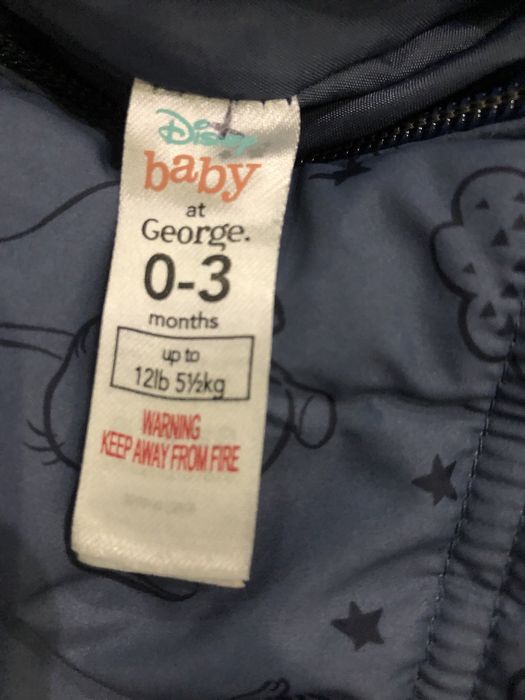 Disney
baby
at
George.
0-3
months
up to
12lb 5½kg
WARNING
KEEP AWAY FROM FIRE